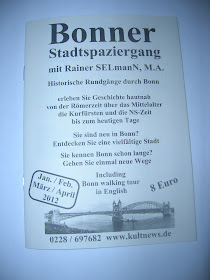 Bonner
Stadtspaziergang
mit Rainer SELmanN, M.A.
Historische Rundgänge durch Bonn
erleben Sie Geschichte hautnah
von der Römerzeit über das Mittelalter
die Kurfürsten und die NS-Zeit
bis zum heutigen Tage
Sie sind neu in Bonn?
Entdecken Sie eine vielfältige Stadt
Sie kennen Bonn schon lange?
Gehen Sie einmal neue Wege
Including
Bonn walking tour
in English
Jan. / Feb.
März / April
2012
8 Euro
0228 / 697682 www.kultnews.de